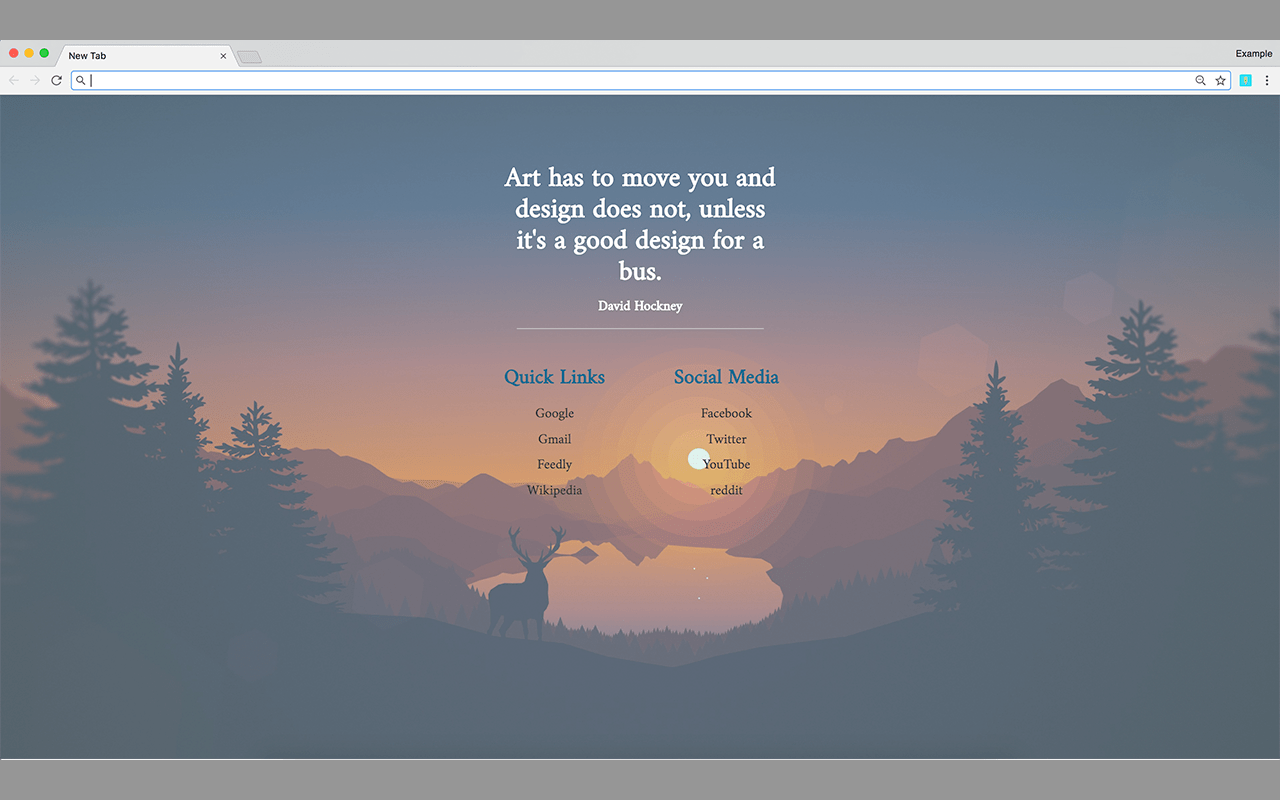 New Tab
Example
Art has to move you and
design does not, unless
it's a good design for a
bus.
David Hockney
Quick Links
Social Media
Google
Facebook
Gmail
Twitter
Feedly
YouTube
Wikipedia
reddit